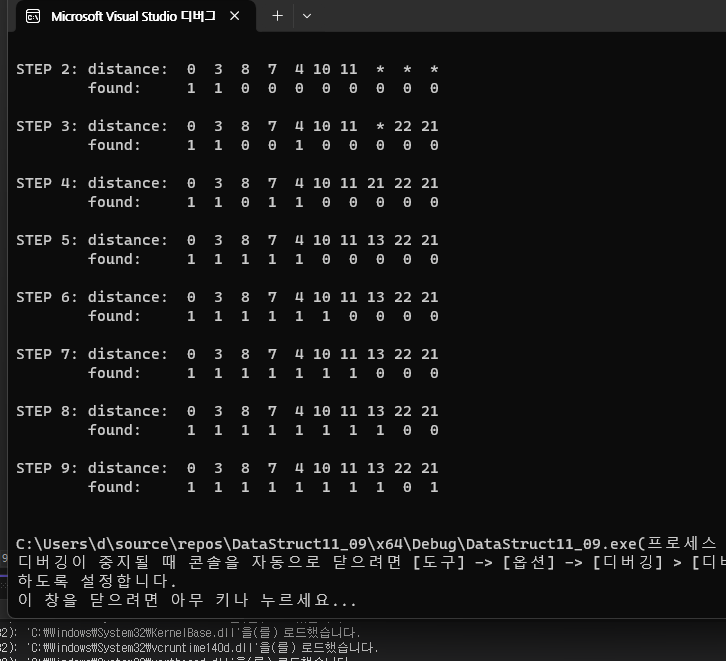 Microsoft Visual Studio 디버그
STEP 2: distance: 0 3 8 7 4 10 11 * * *
found: 1 1 0 0 0 0 0 0 0 0
STEP 3: distance: 0 3 8 7 4 10 11 * 22 21
found: 1 1 0 0 1 0 0 0 0 0
STEP 4: distance: 0 3 8 7 4 10 11 21 22 21
found: 1 1 0 1 1 0 0 0 0 0
STEP 5: distance: 0 3 8 7 4 10 11 13 22 21
found: 1 1 1 1 1 0 0 0 0 0
STEP 6: distance: 0 3 8 7 4 10 11 13 22 21
found: 1 1 1 1 1 1 0 0 0 0
STEP 7: distance: 0 3 8 7 4 10 11 13 22 21
found: 1 1 1 1 1 1 1 0 0 0
STEP 8: distance: 0 3 8 7 4 10 11 13 22 21
found: 1 1 1 1 1 1 1 1 0 0
STEP 9: distance: 0 3 8 7 4 10 11 13 22 21
found: 1 1 1 1 1 1 1 1 0 1
C:\Users\d\source\repos\DataStruct11_09\x64\Debug\DataStruct11_09.exe(프로세스
디버깅이 중지될 때 콘솔을 자동으로 닫으려면 [도구] -> [옵션] -> [디버깅] > [디버
하도록 설정합니다.
이 창을 닫으려면 아무 키나 누르세요...
2): 'C:\Windows\System32\KernelBase.dll'을(를) 로드했습니다.
32): 'C:\Windows\System32\vcruntime140d.dll'을(를) 로드했습니다.